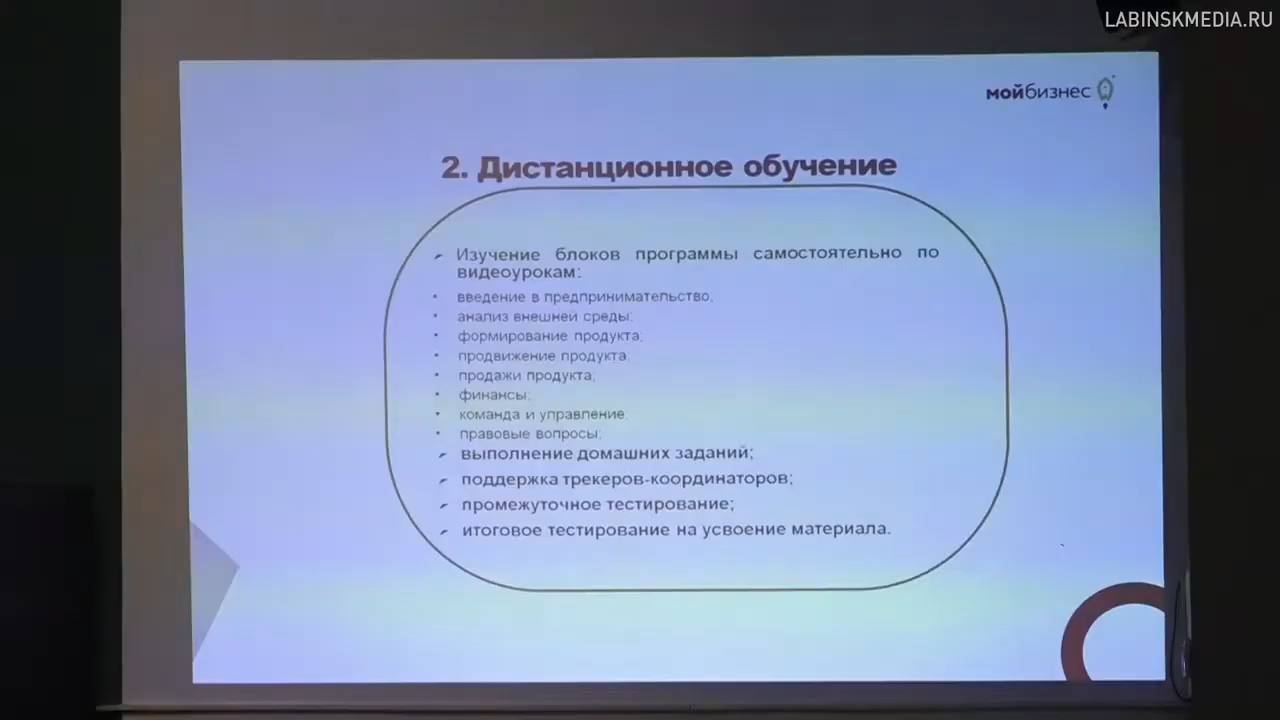 LABINSKMEDIA.RU
мойбизнес
2. Дистанционное обучение
Изучение блоков программы самостоятельно по
видеоурокам:
введение в предпринимательство;
анализ внешней среды;
формирование продукта;
продвижение продукта;
продажи продукта;
финансы;
команда и управление;
правовые вопросы;
выполнение домашних заданий;
поддержка трекеров-координаторов;
промежуточное тестирование;
итоговое тестирование на усвоение материала.